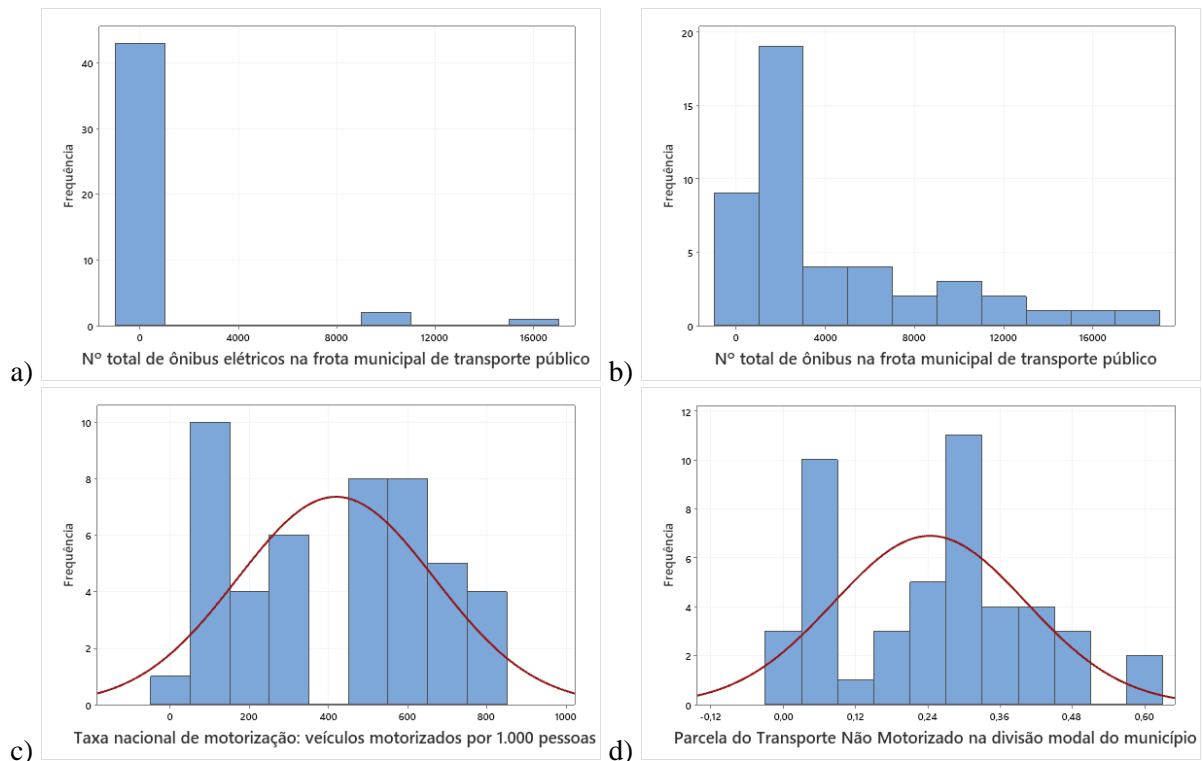 40
30
20
10
0
Frequência
0 4000 8000 12000 16000
Nº total de ônibus elétricos na frota municipal de transporte público
a)
20
15
10
5
0
Frequência
0 4000 8000 12000 16000
Nº total de ônibus na frota municipal de transporte público
b)
10
8
6
4
2
0
Frequência
0 200 400 600 800 1000
Taxa nacional de motorização: veículos motorizados por 1.000 pessoas
c)
12
10
8
6
4
2
0
Frequência
-0,12 0,00 0,12 0,24 0,36 0,48 0,60
Parcela do Transporte Não Motorizado na divisão modal do município
d)